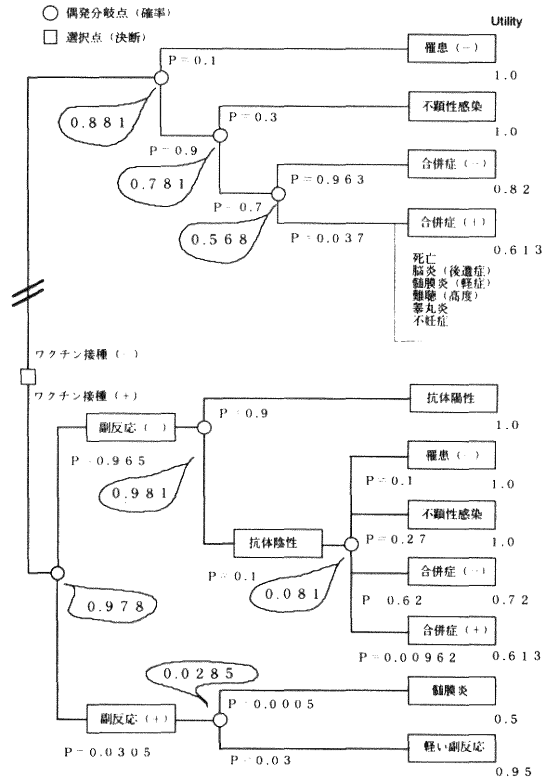 Utility
○ 偶発分岐点（確率）
□ 選択点（決断）
罹患（－）
P＝0.1
1.0
0.881
不顕性感染
P＝0.3
1.0
P＝0.9
0.781
合併症（－）
P＝0.963
0.82
P＝0.7
0.568
合併症（＋）
P＝0.037
0.613
死亡
脳炎（後遺症）
髄膜炎（軽症）
難聴（高度）
睾丸炎
不妊症
ワクチン接種（－）
ワクチン接種（＋）
抗体陽性
P＝0.9
1.0
副反応（－）
P＝0.965
0.981
罹患（－）
P＝0.1
1.0
不顕性感染
P＝0.27
1.0
抗体陰性
P＝0.1
0.081
合併症（－）
P 0.62
0.72
合併症（＋）
P＝0.00962
0.613
0.978
0.0285
髄膜炎
P＝0.0005
0.5
副反応（＋）
P＝0.0305
軽い副反応
P＝0.03
0.95